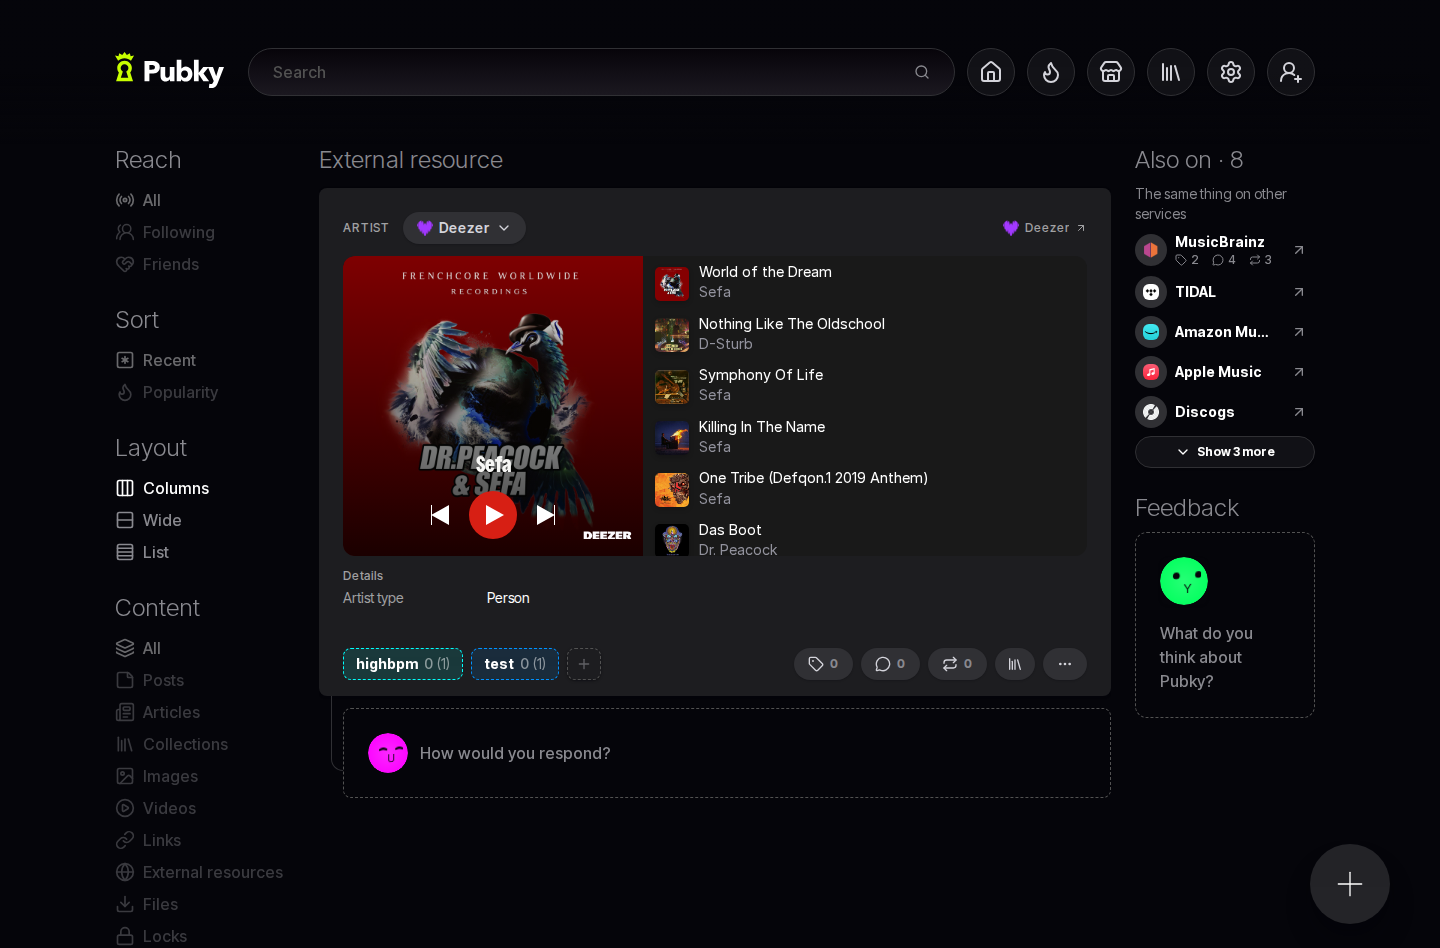 Pubky
Search
Reach
All
Following
Friends
Sort
Recent
Popularity
Layout
Columns
Wide
List
Content
All
Posts
Articles
Collections
Images
Videos
Links
External resources
Files
Locks
External resource
ARTIST
Deezer
Deezer
FRENCHCORE WORLDWIDE
RECORDINGS
DR.PEACOCK
& SEFA
Sefa
DEEZER
World of the Dream
Sefa
Nothing Like The Oldschool
D-Sturb
Symphony Of Life
Sefa
Killing In The Name
Sefa
One Tribe (Defqon.1 2019 Anthem)
Sefa
Das Boot
Dr. Peacock
Details
Artist type Person
highbpm 0 (1) test 0 (1)
0 0 0
How would you respond?
Also on · 8
The same thing on other
services
MusicBrainz
2 4 3
TIDAL
Amazon Mu...
Apple Music
Discogs
Show 3 more
Feedback
What do you
think about
Pubky?